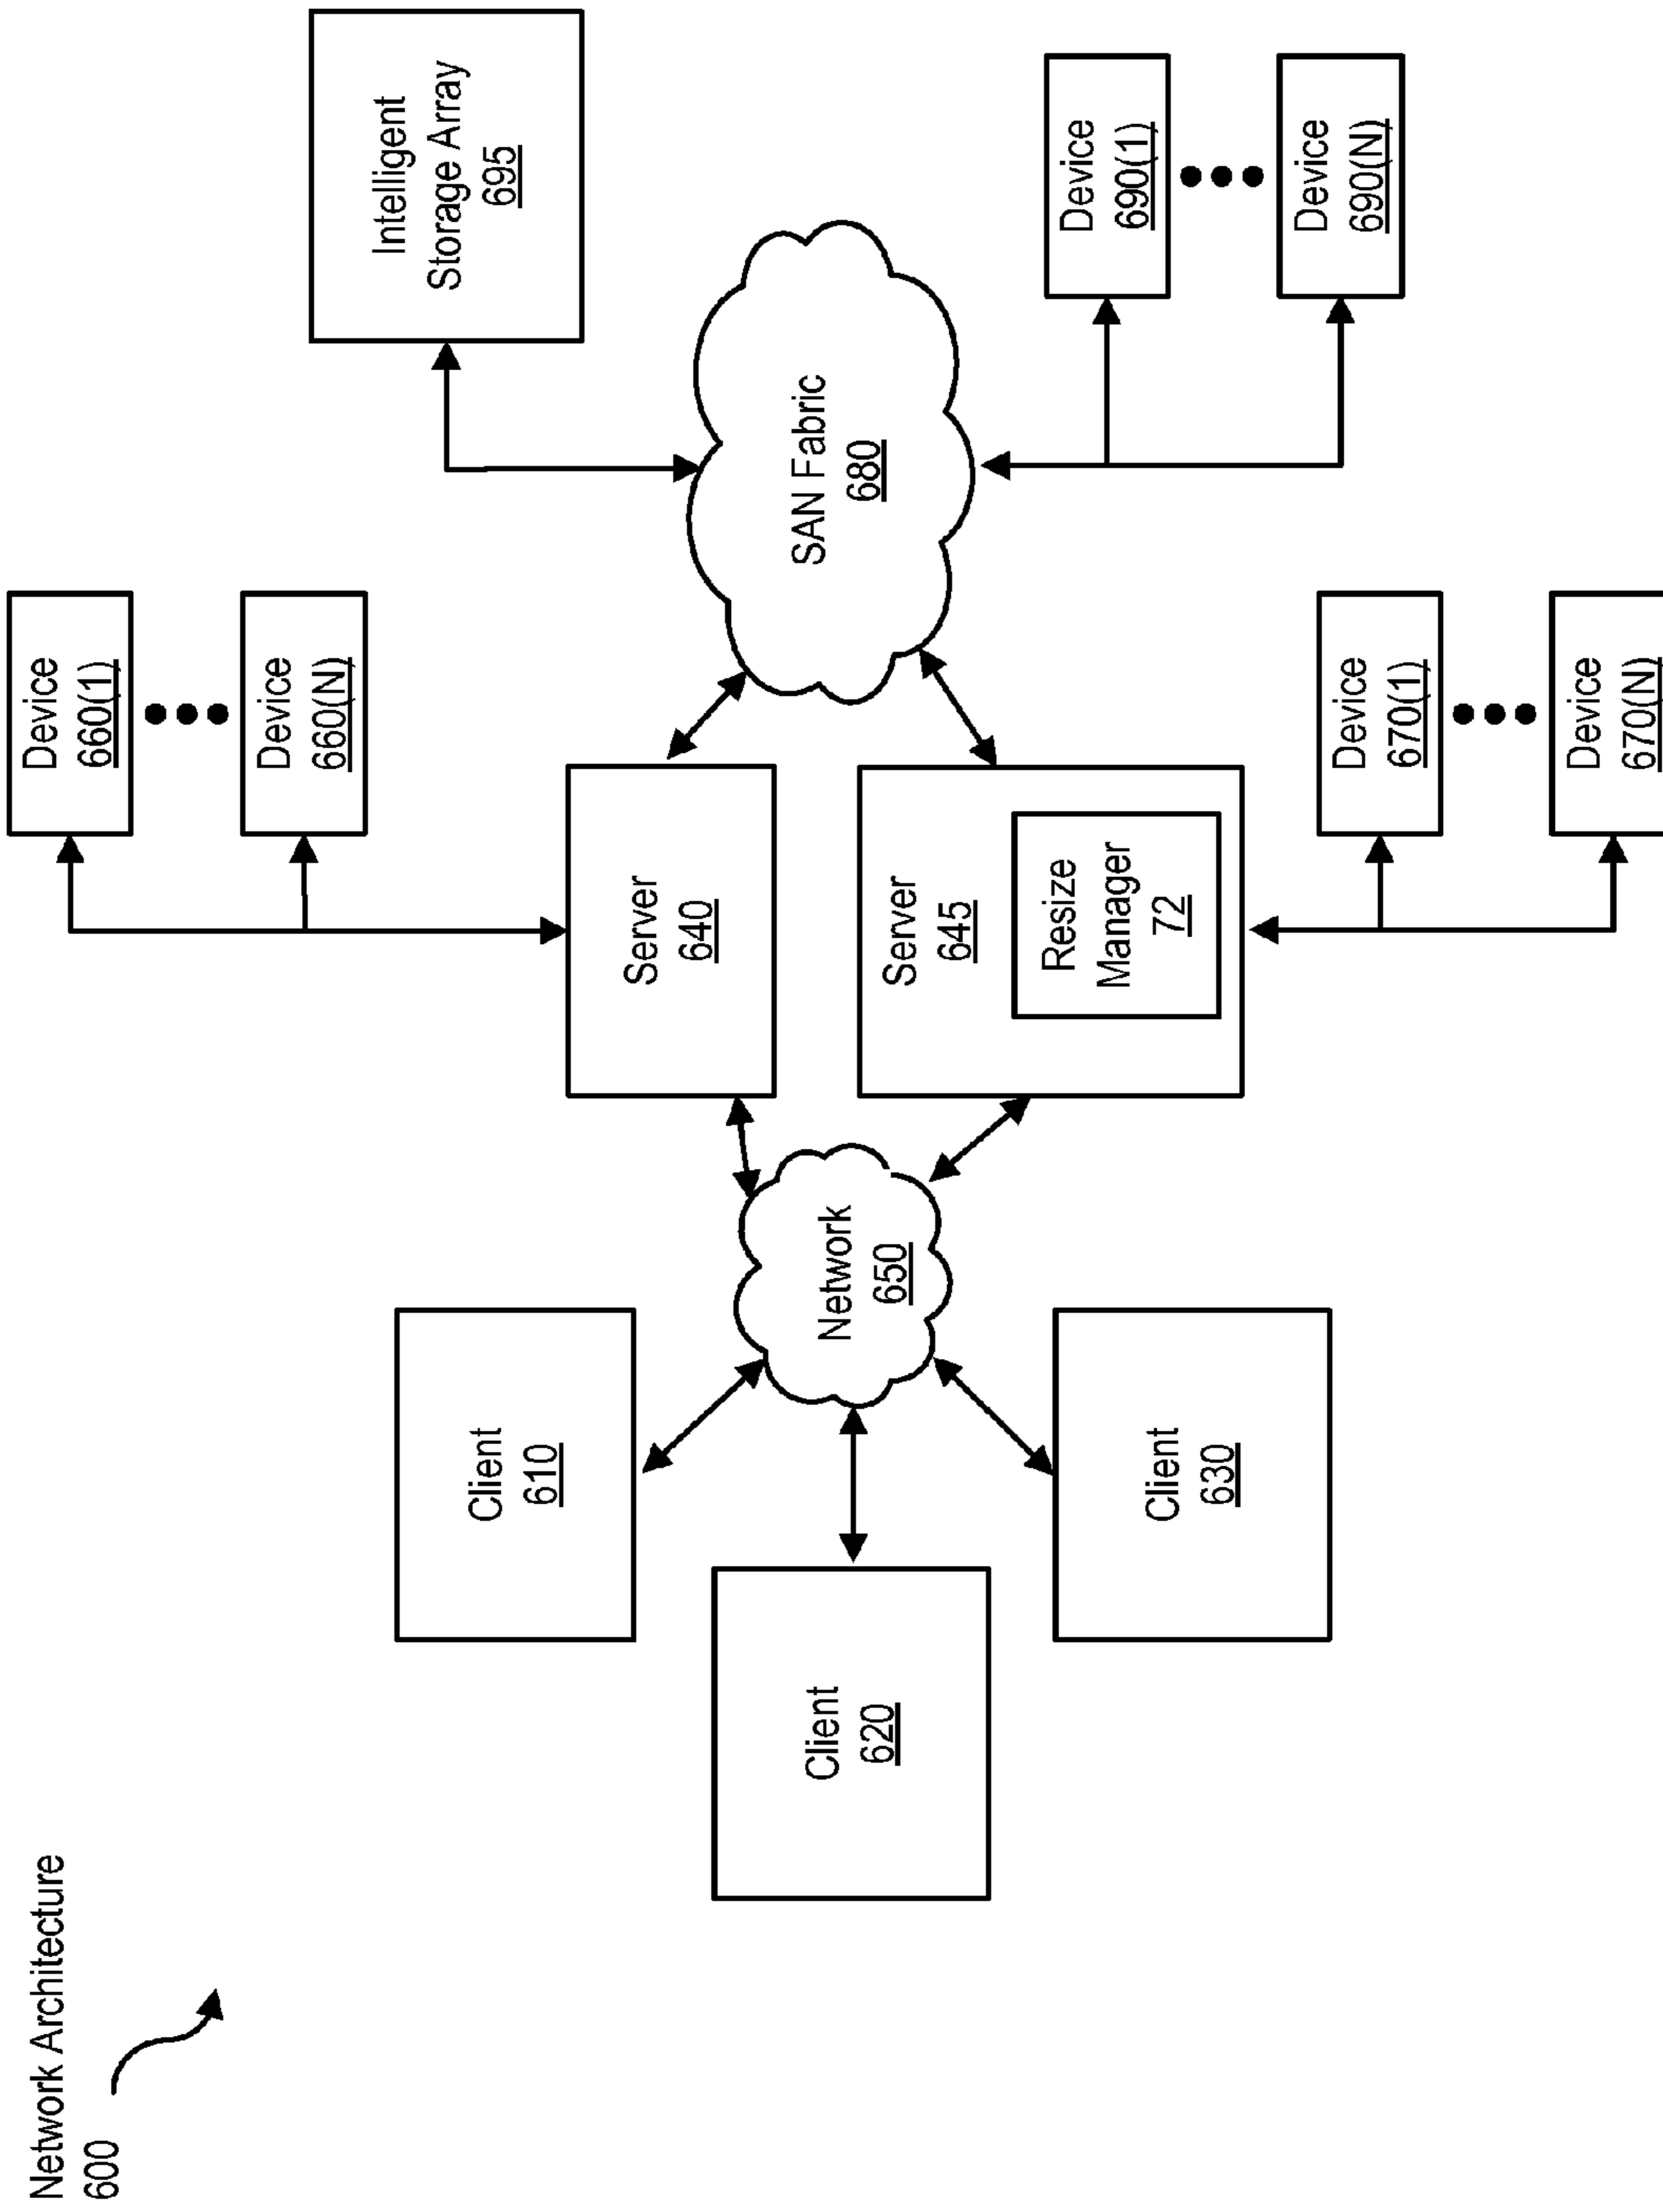 Network Architecture
600
Device
660(1)
Device
660(N)
Intelligent
Storage Array
695
Client
610
Server
640
Client
620
Network
650
SAN Fabric
680
Server
645
Resize
Manager
72
Client
630
Device
690(1)
Device
690(N)
Device
670(1)
Device
670(N)